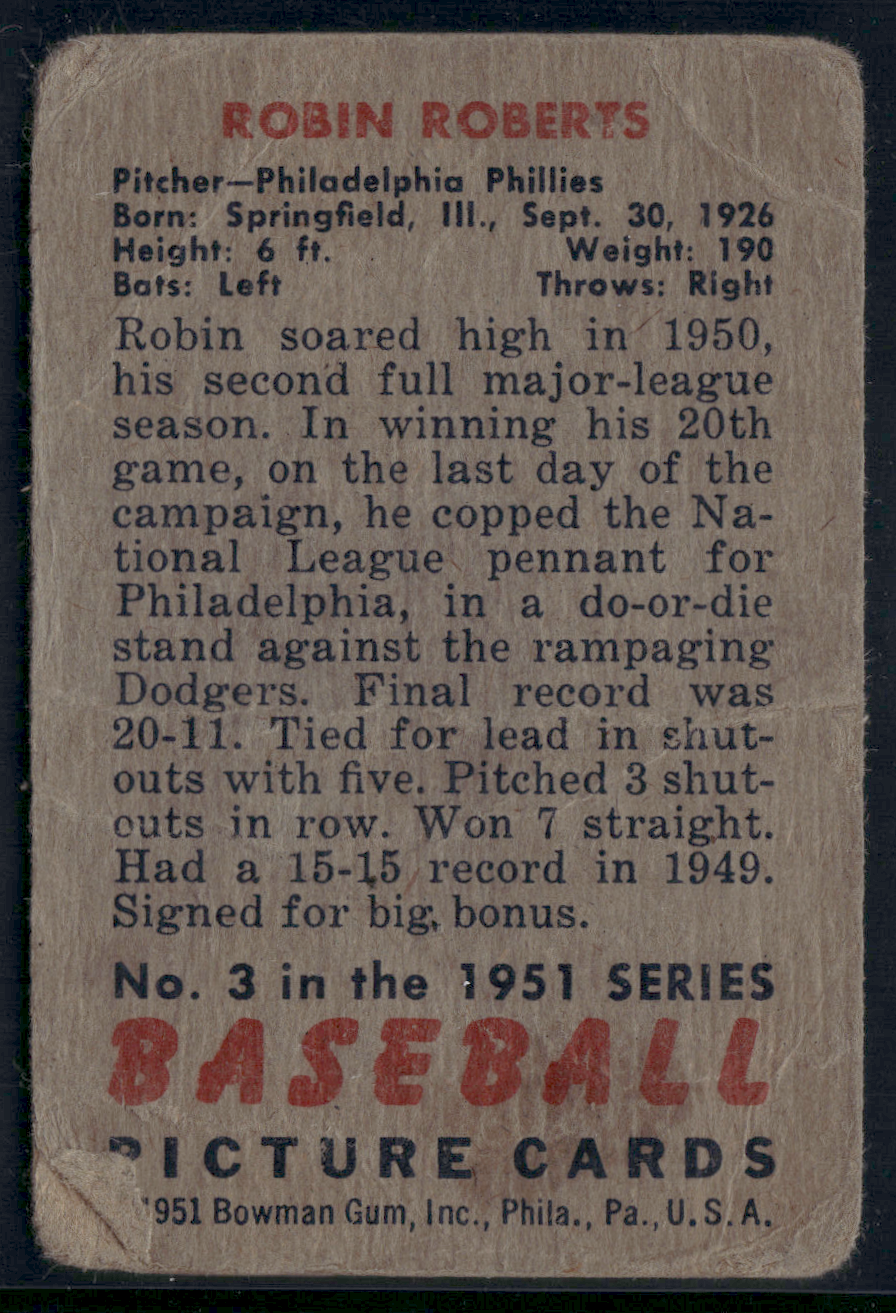 ROBIN ROBERTS
Pitcher—Philadelphia Phillies
Born: Springfield, Ill., Sept. 30, 1926
Height: 6 ft. Weight: 190
Bats: Left Throws: Right
Robin soared high in 1950,
his second full major-league
season. In winning his 20th
game, on the last day of the
campaign, he copped the Na-
tional League pennant for
Philadelphia, in a do-or-die
stand against the rampaging
Dodgers. Final record was
20-11. Tied for lead in shut-
outs with five. Pitched 3 shut-
outs in row. Won 7 straight.
Had a 15-15 record in 1949.
Signed for big bonus.
No. 3 in the 1951 SERIES
BASEBALL
PICTURE CARDS
1951 Bowman Gum, Inc., Phila., Pa., U.S.A.